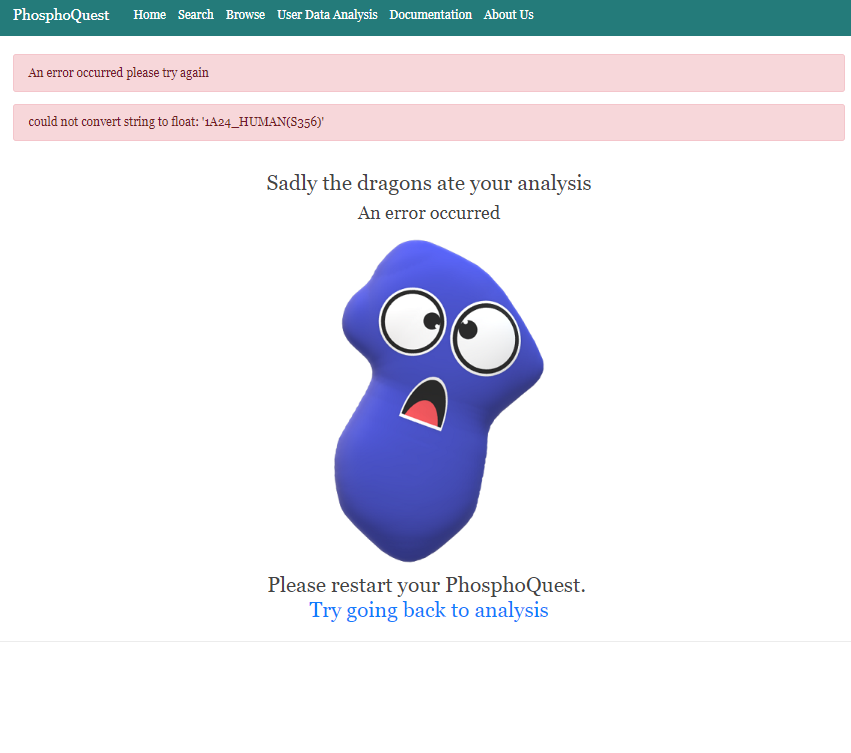 PhosphoQuest Home Search Browse User Data Analysis Documentation About Us
An error occurred please try again
could not convert string to float: '1A24_HUMAN(S356)'
Sadly the dragons ate your analysis
An error occurred
Please restart your PhosphoQuest.
Try going back to analysis